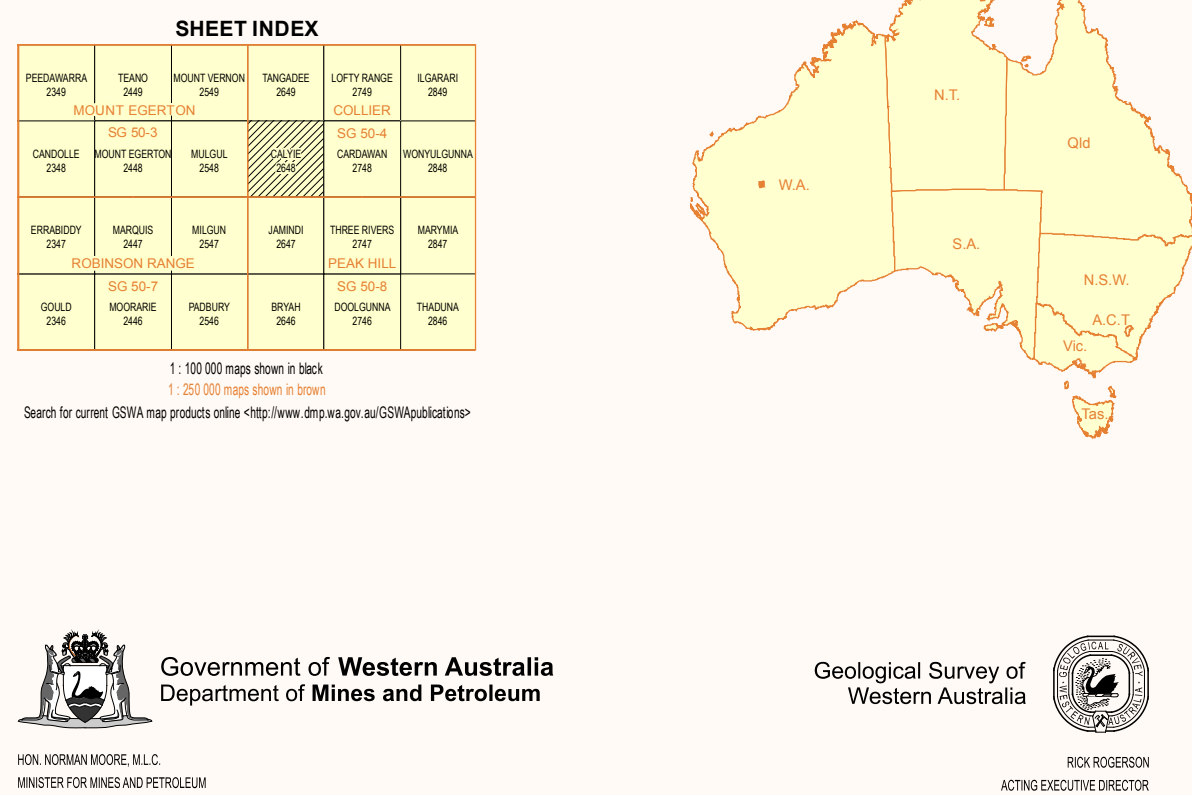 SHEET INDEX
PEEDAWARRA
2349
TEANO
2449
MOUNT VERNON
2549
TANGADEE
2649
LOFTY RANGE
2749
ILGARARI
2849
MOUNT EGERTON
COLLIER
SG 50-3
SG 50-4
CANDOLLE
2348
MOUNT EGERTON
2448
MULGUL
2548
CALYIE
2648
CARDAWAN
2748
WONYULGUNNA
2848
ERRABIDDY
2347
MARQUIS
2447
MILGUN
2547
JAMINDI
2647
THREE RIVERS
2747
MARYMIA
2847
ROBINSON RANGE
PEAK HILL
SG 50-7
SG 50-8
GOULD
2346
MOORARIE
2446
PADBURY
2546
BRYAH
2646
DOOLGUNNA
2746
THADUNA
2846
1 : 100 000 maps shown in black
1 : 250 000 maps shown in brown
Search for current GSWA map products online <http://www.dmp.wa.gov.au/GSWApublications>
N.T.
Qld
W.A.
S.A.
N.S.W.
A.C.T
Vic.
Tas.
Government of Western Australia
Department of Mines and Petroleum
Geological Survey of
Western Australia
GEOLOGICAL SURVEY
WESTERN AUSTRALIA
HON. NORMAN MOORE, M.L.C.
MINISTER FOR MINES AND PETROLEUM
RICK ROGERSON
ACTING EXECUTIVE DIRECTOR